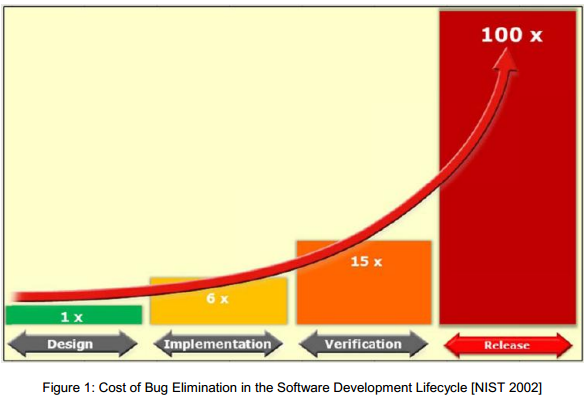 100 x
15 x
6 x
1 x
Design Implementation Verification Release
Figure 1: Cost of Bug Elimination in the Software Development Lifecycle [NIST 2002]